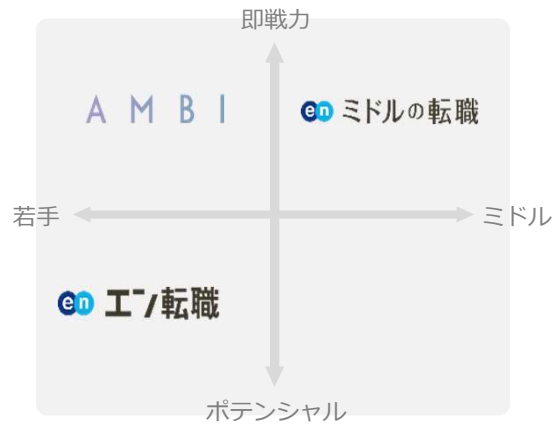 即戦力
AMBI
en ミドルの転職
若手
ミドル
en エン転職
ポテンシャル